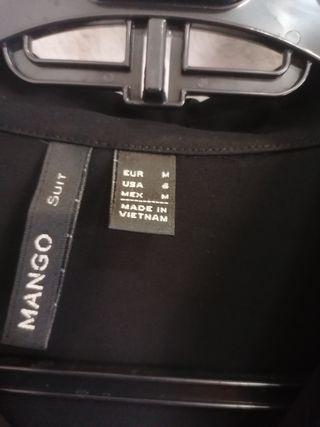 MANGO
SUIT
EUR M
USA 6
MEX M
MADE IN
VIETNAM